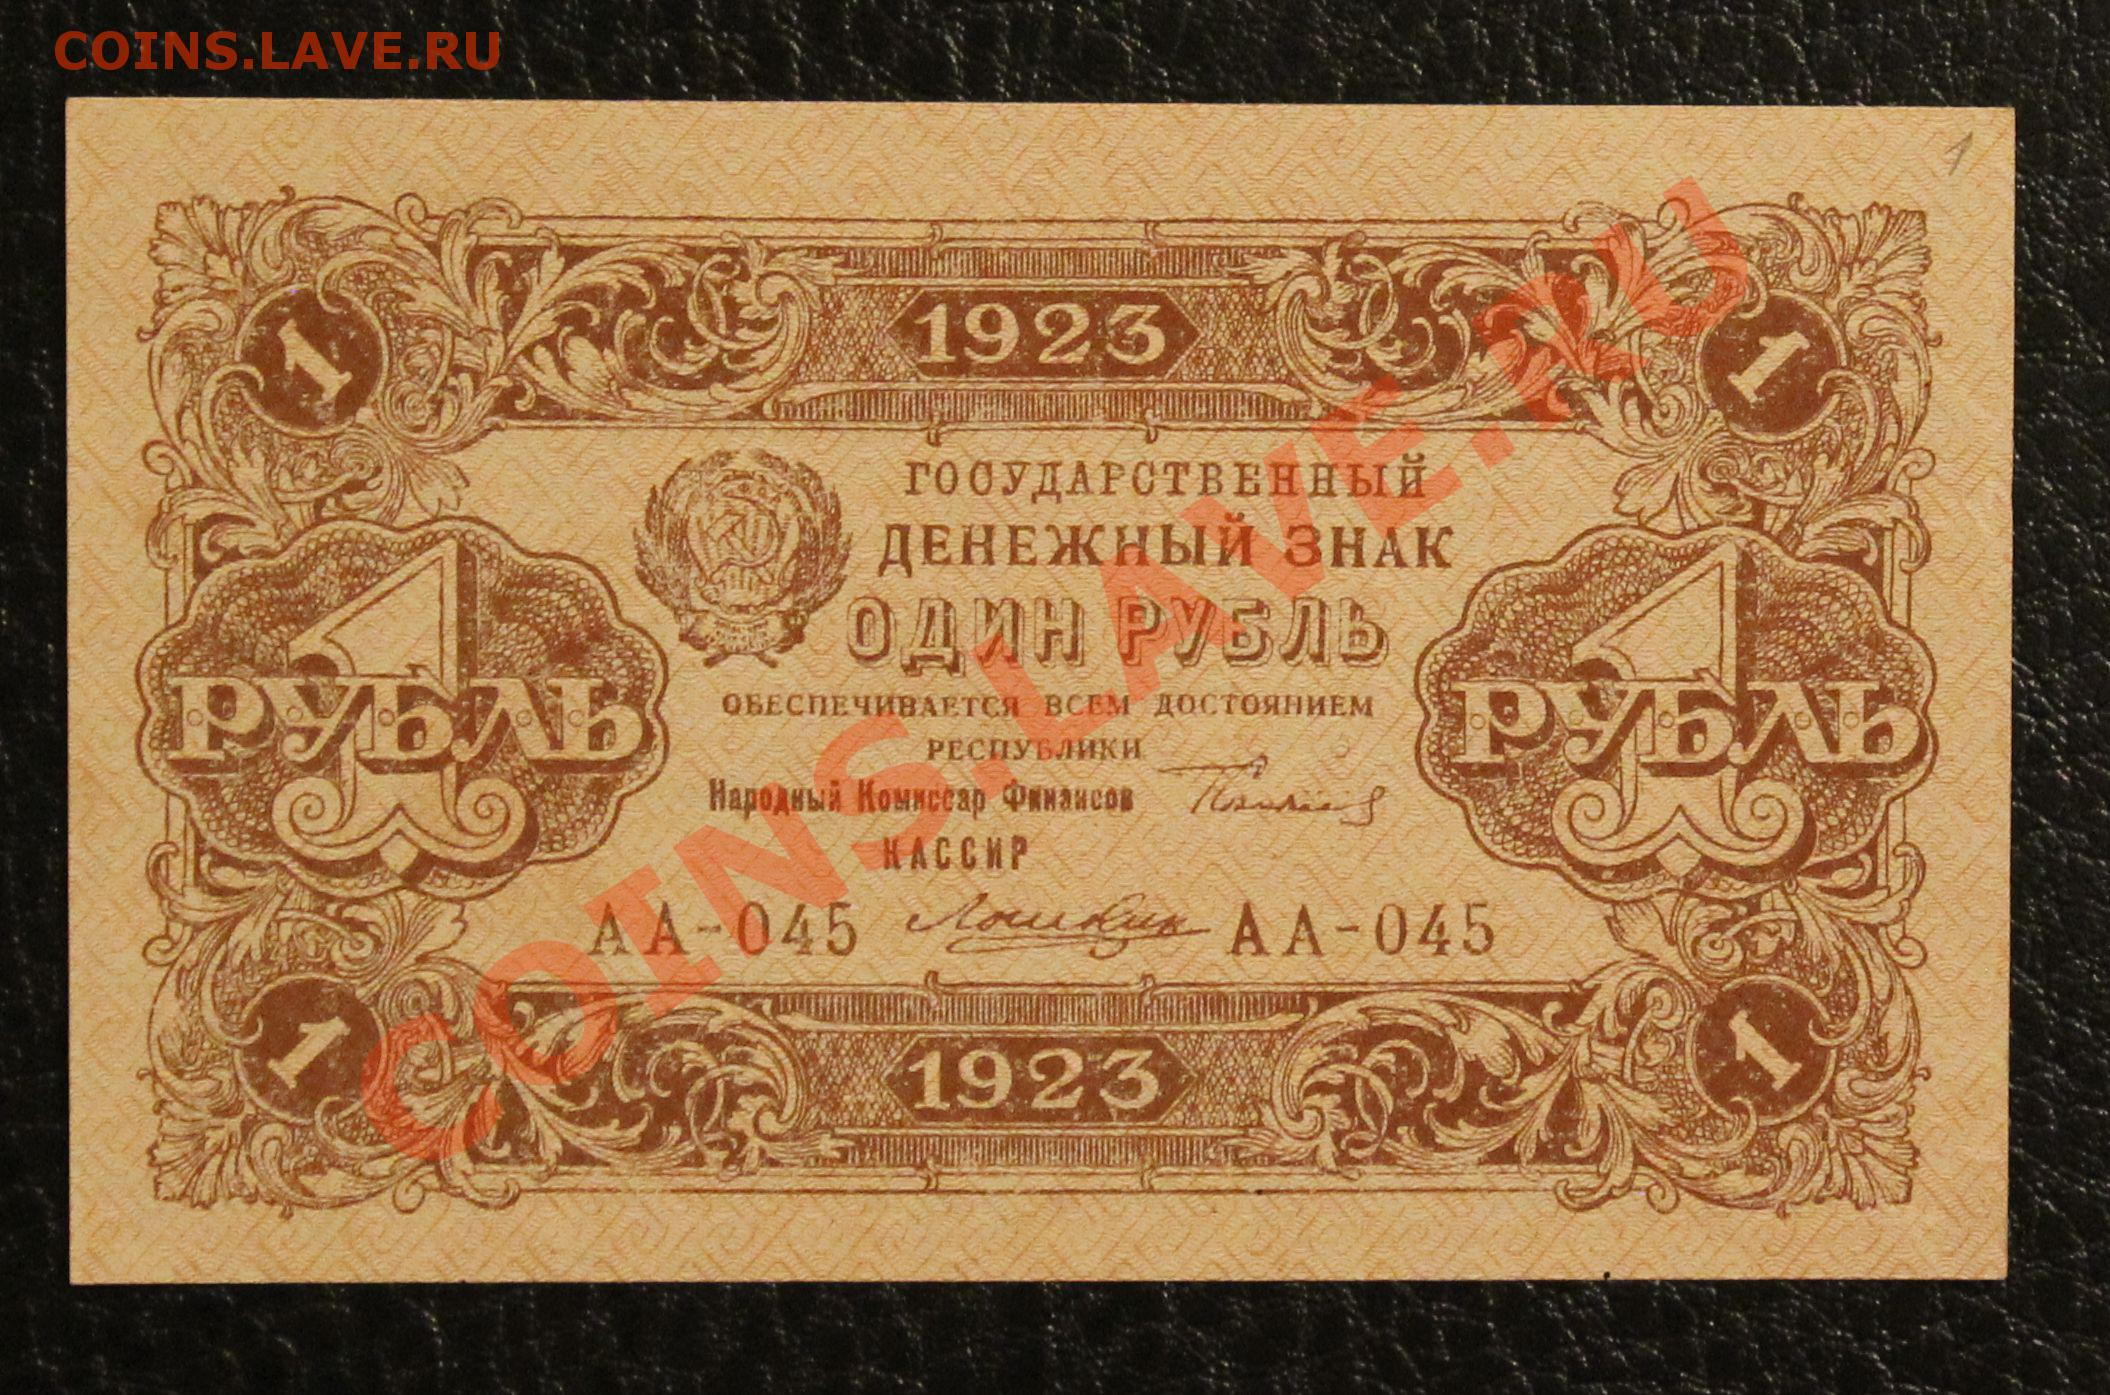 COINS.LAVE.RU
1
1 1923 1
ГОСУДАРСТВЕННЫЙ
ДЕНЕЖНЫЙ ЗНАК
ОДИН РУБЛЬ
1 РУБЛЬ
1 РУБЛЬ
ОБЕСПЕЧИВАЕТСЯ ВСЕМ ДОСТОЯНИЕМ
РЕСПУБЛИКИ
Народный Комиссар Финансов
КАССИР
АА-045 АА-045
1 1923 1
COINS.LAVE.RU